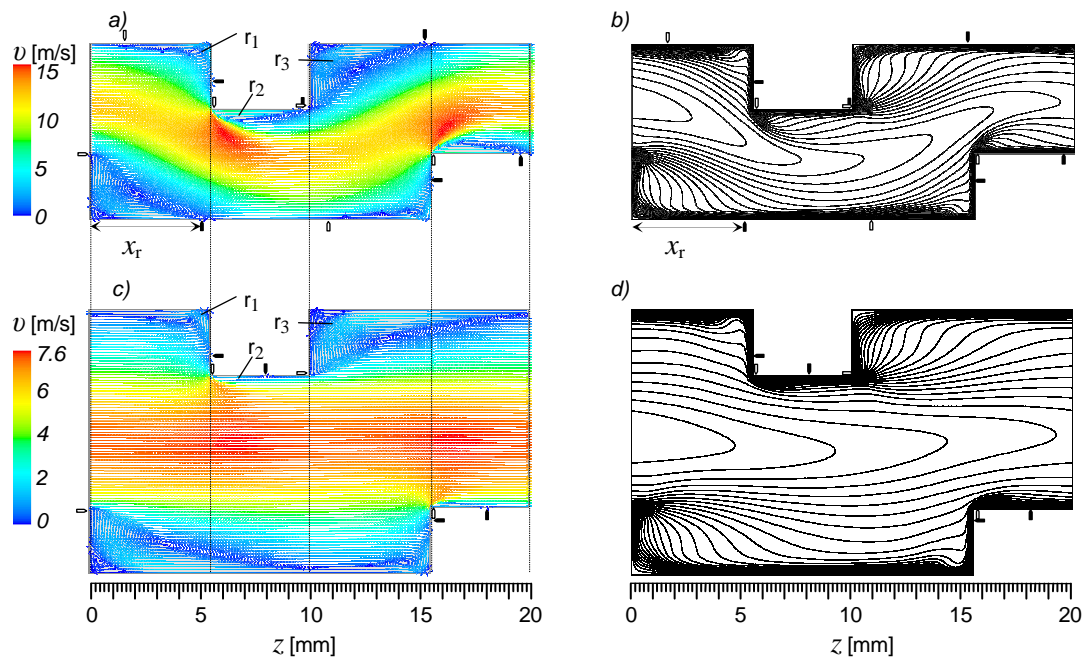 a)
b)
υ [m/s]
15
10
5
0
r1
r2
r3
xr
xr
c)
d)
υ [m/s]
7.6
6
4
2
0
r1
r2
r3
0 5 10 15 20
z [mm]
0 5 10 15 20
z [mm]